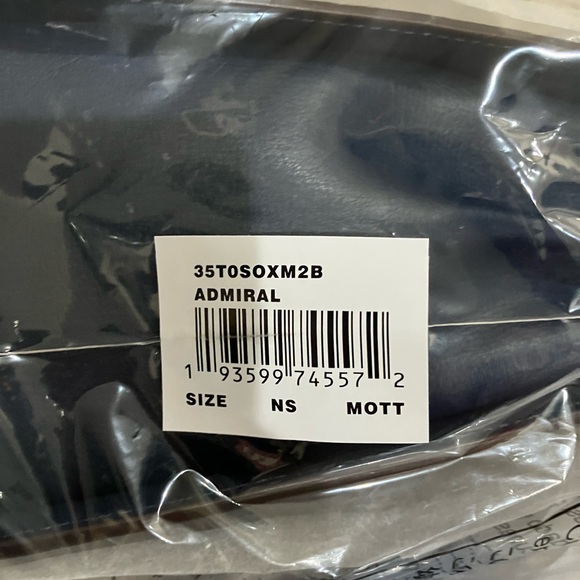 35T0SOXM2B
ADMIRAL
1 93599 74557 2
SIZE NS MOTT